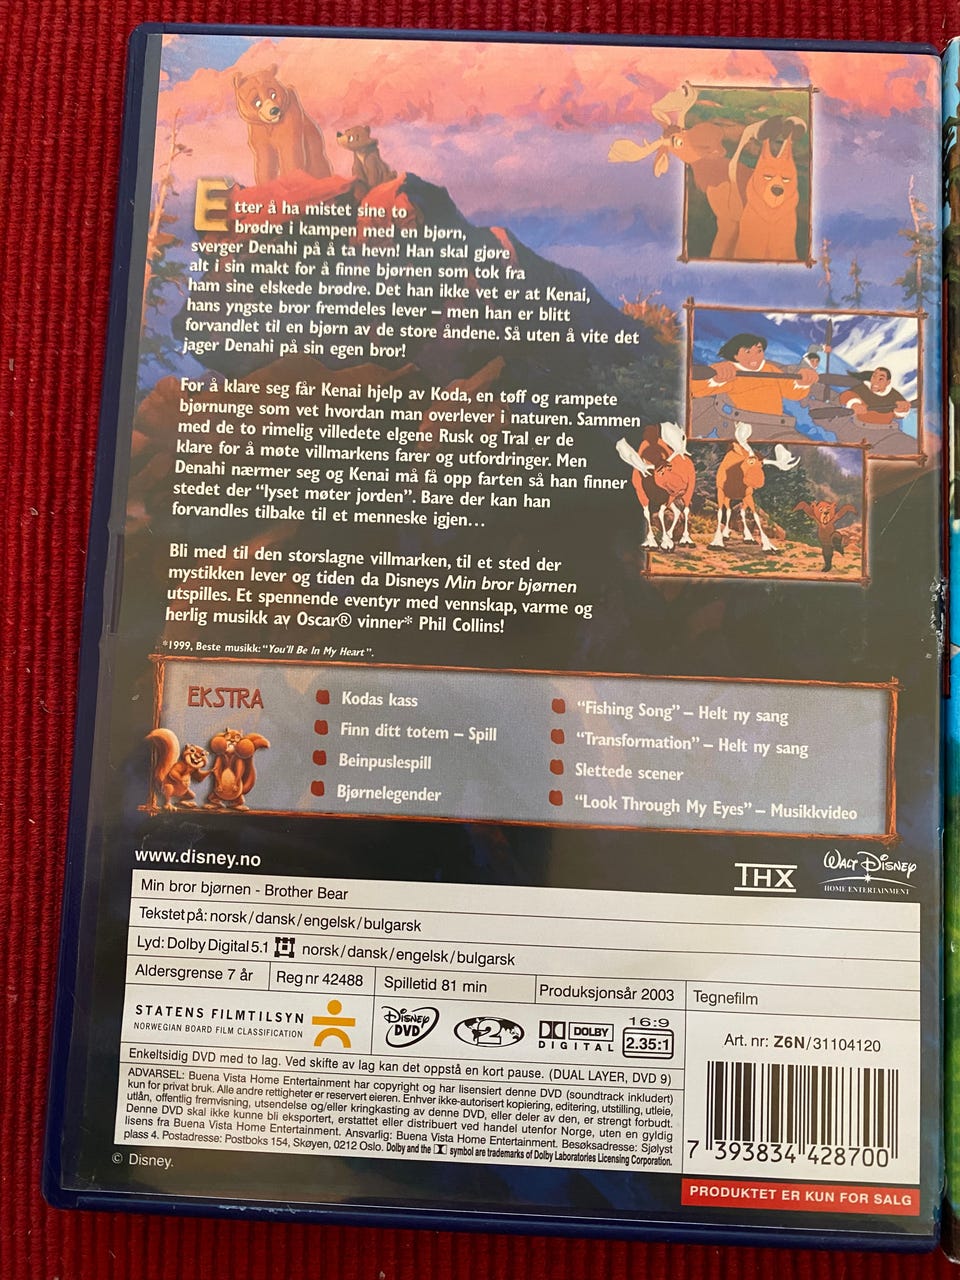 Etter å ha mistet sine to
brødre i kampen med en bjørn,
sverger Denahi på å ta hevn! Han skal gjøre
alt i sin makt for å finne bjørnen som tok fra
ham sine elskede brødre. Det han ikke vet er at Kenai,
hans yngste bror fremdeles lever – men han er blitt
forvandlet til en bjørn av de store åndene. Så uten å vite det
jager Denahi på sin egen bror!
For å klare seg får Kenai hjelp av Koda, en tøff og rampete
bjørnunge som vet hvordan man overlever i naturen. Sammen
med de to rimelig villedete elgene Rusk og Tral er de
klare for å møte villmarkens farer og utfordringer. Men
Denahi nærmer seg og Kenai må få opp farten så han finner
stedet der "lyset møter jorden". Bare der kan han
forvandles tilbake til et menneske igjen...
Bli med til den storslagne villmarken, til et sted der
mystikken lever og tiden da Disneys Min bror bjørnen
utspilles. Et spennende eventyr med vennskap, varme og
herlig musikk av Oscar® vinner* Phil Collins!
*1999, Beste musikk: "You'll Be In My Heart".
EKSTRA
Kodas kass
Finn ditt totem – Spill
Beinpuslespill
Bjørnelegender
"Fishing Song" – Helt ny sang
"Transformation" – Helt ny sang
Slettede scener
"Look Through My Eyes" – Musikkvideo
www.disney.no
THX
WALT DISNEY
HOME ENTERTAINMENT
Min bror bjørnen - Brother Bear
Tekstet på: norsk/dansk/engelsk/bulgarsk
Lyd: Dolby Digital 5.1 norsk/dansk/engelsk/bulgarsk
Aldersgrense 7 år
Reg nr 42488
Spilletid 81 min
Produksjonsår 2003
Tegnefilm
STATENS FILMTILSYN
NORWEGIAN BOARD FILM CLASSIFICATION
DISNEY
DVD
2
DOLBY
DIGITAL
16:9
2.35:1
Art. nr: Z6N/31104120
Enkeltsidig DVD med to lag. Ved skifte av lag kan det oppstå en kort pause. (DUAL LAYER, DVD 9)
ADVARSEL: Buena Vista Home Entertainment har copyright og har lisensiert denne DVD (soundtrack inkludert)
kun for privat bruk. Alle andre rettigheter er reservert eieren. Enhver ikke-autorisert kopiering, editering, utstilling, utleie,
utlån, offentlig fremvisning, utsendelse og/eller kringkasting av denne DVD, eller deler av den, er strengt forbudt.
Denne DVD skal ikke kunne bli eksportert, erstattet eller distribuert ved handel utenfor Norge, uten en gyldig
lisens fra Buena Vista Home Entertainment. Ansvarlig: Buena Vista Home Entertainment. Besøksadresse: Sjølyst
plass 4. Postadresse: Postboks 154, Skøyen, 0212 Oslo. Dolby and the symbol are trademarks of Dolby Laboratories Licensing Corporation.
7 393834 428700
© Disney.
PRODUKTET ER KUN FOR SALG